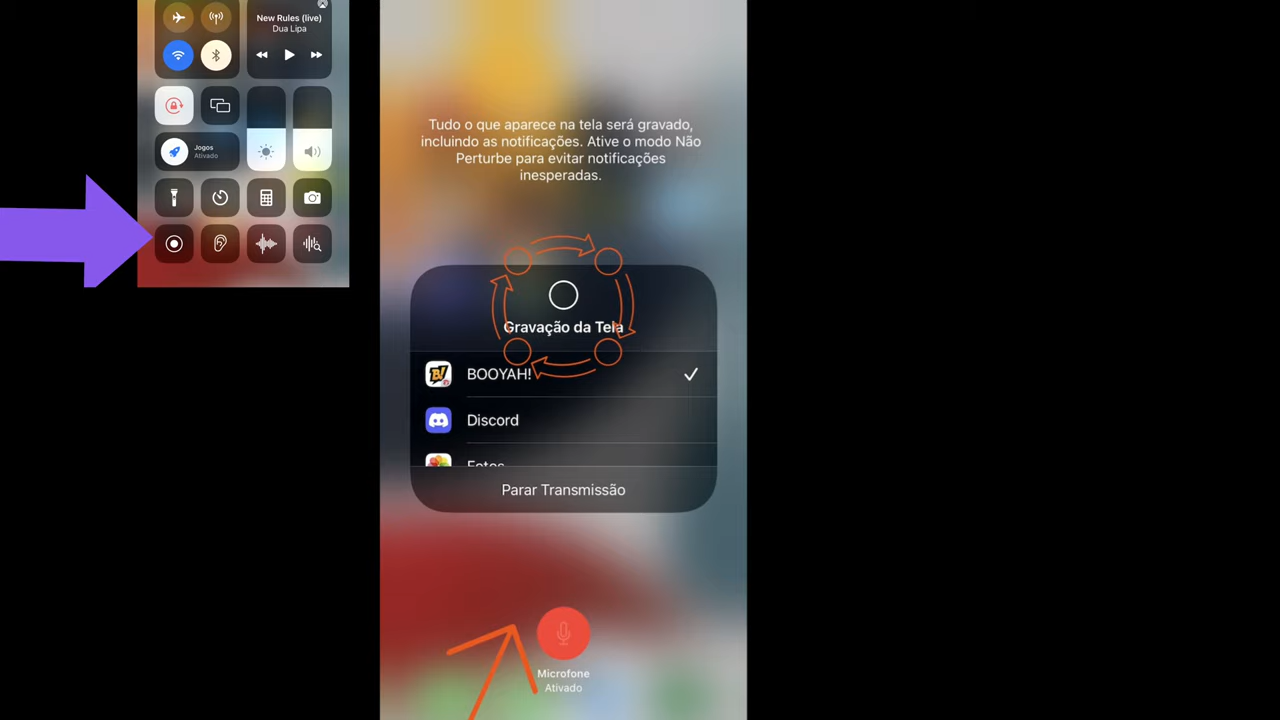 New Rules (live)
Dua Lipa
Jogos
Ativado
Tudo o que aparece na tela será gravado,
incluindo as notificações. Ative o modo Não
Perturbe para evitar notificações
inesperadas.
Gravação da Tela
BOOYAH!
Discord
Fotos
Parar Transmissão
Microfone
Ativado